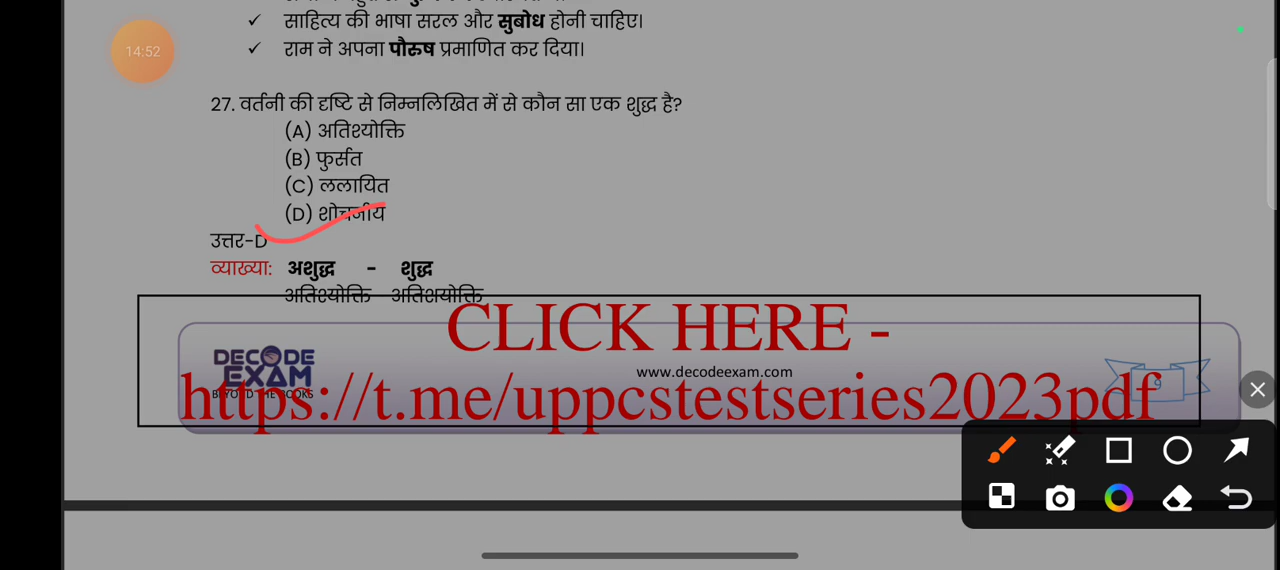 14:52
✓ साहित्य की भाषा सरल और सुबोध होनी चाहिए।
✓ राम ने अपना पौरुष प्रमाणित कर दिया।
27. वर्तनी की दृष्टि से निम्नलिखित में से कौन सा एक शुद्ध है?
(A) अतिश्योक्ति
(B) फुर्सत
(C) ललायित
(D) शोचनीय
उत्तर-D
व्याख्या: अशुद्ध - शुद्ध
अतिश्योक्ति अतिशयोक्ति
CLICK HERE -
https://t.me/uppcstestseries2023pdf
DECODE
EXAM
BEYOND THE BOOKS
www.decodeexam.com
9